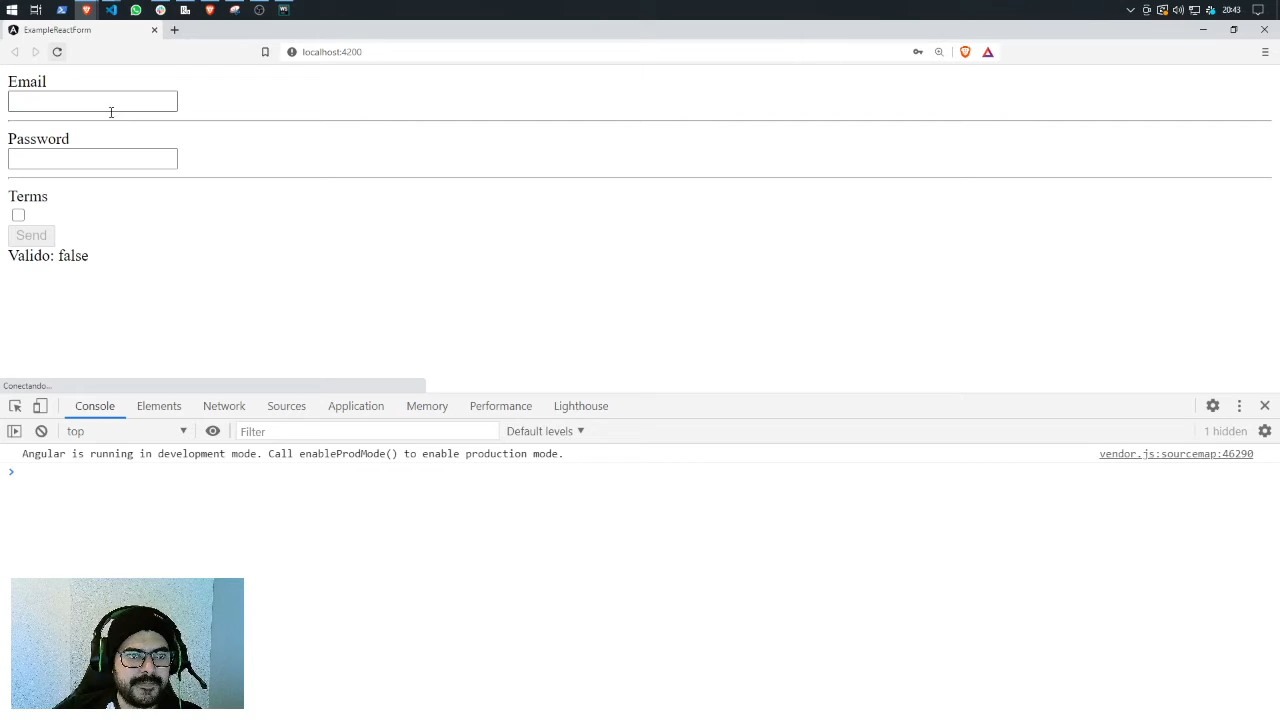 20:43
ExampleReactForm
localhost:4200
Email
Password
Terms
Send
Valido: false
Conectando...
Console Elements Network Sources Application Memory Performance Lighthouse
top Filter Default levels 1 hidden
Angular is running in development mode. Call enableProdMode() to enable production mode. vendor.js:sourcemap:46290